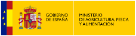 GOBIERNO
DE ESPAÑA
MINISTERIO
DE AGRICULTURA, PESCA
Y ALIMENTACIÓN